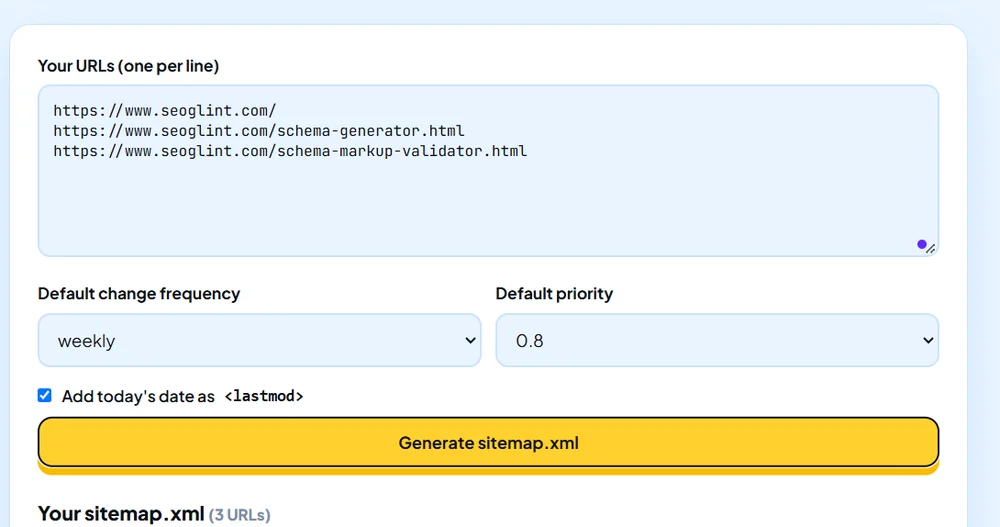 Your URLs (one per line)
https://www.seoglint.com/
https://www.seoglint.com/schema-generator.html
https://www.seoglint.com/schema-markup-validator.html
Default change frequency
Default priority
weekly
0.8
Add today's date as <lastmod>
Generate sitemap.xml
Your sitemap.xml (3 URLs)